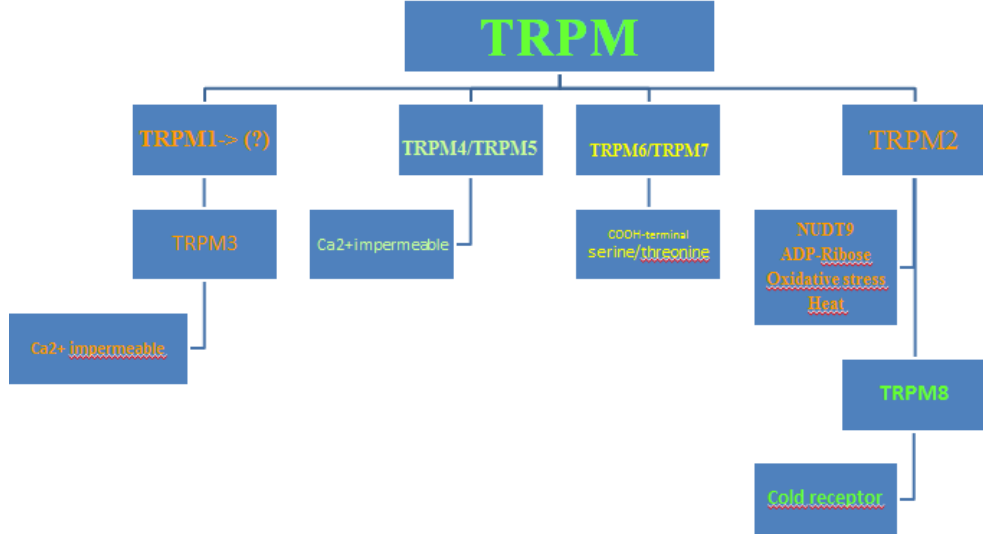 TRPM
TRPM1-> (?)
TRPM4/TRPM5
TRPM6/TRPM7
TRPM2
TRPM3
Ca2+impermeable
COOH-terminal
serine/threonine
NUDT9
ADP-Ribose
Oxidative stress
Heat
Ca2+ impermeable
TRPM8
Cold receptor